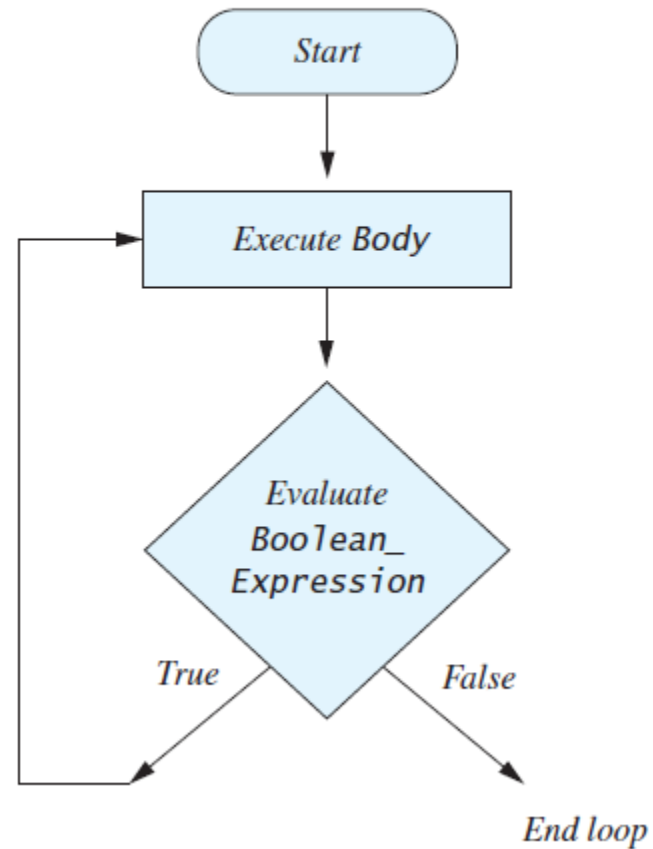 Start
Execute Body
Evaluate
Boolean_
Expression
True
False
End loop